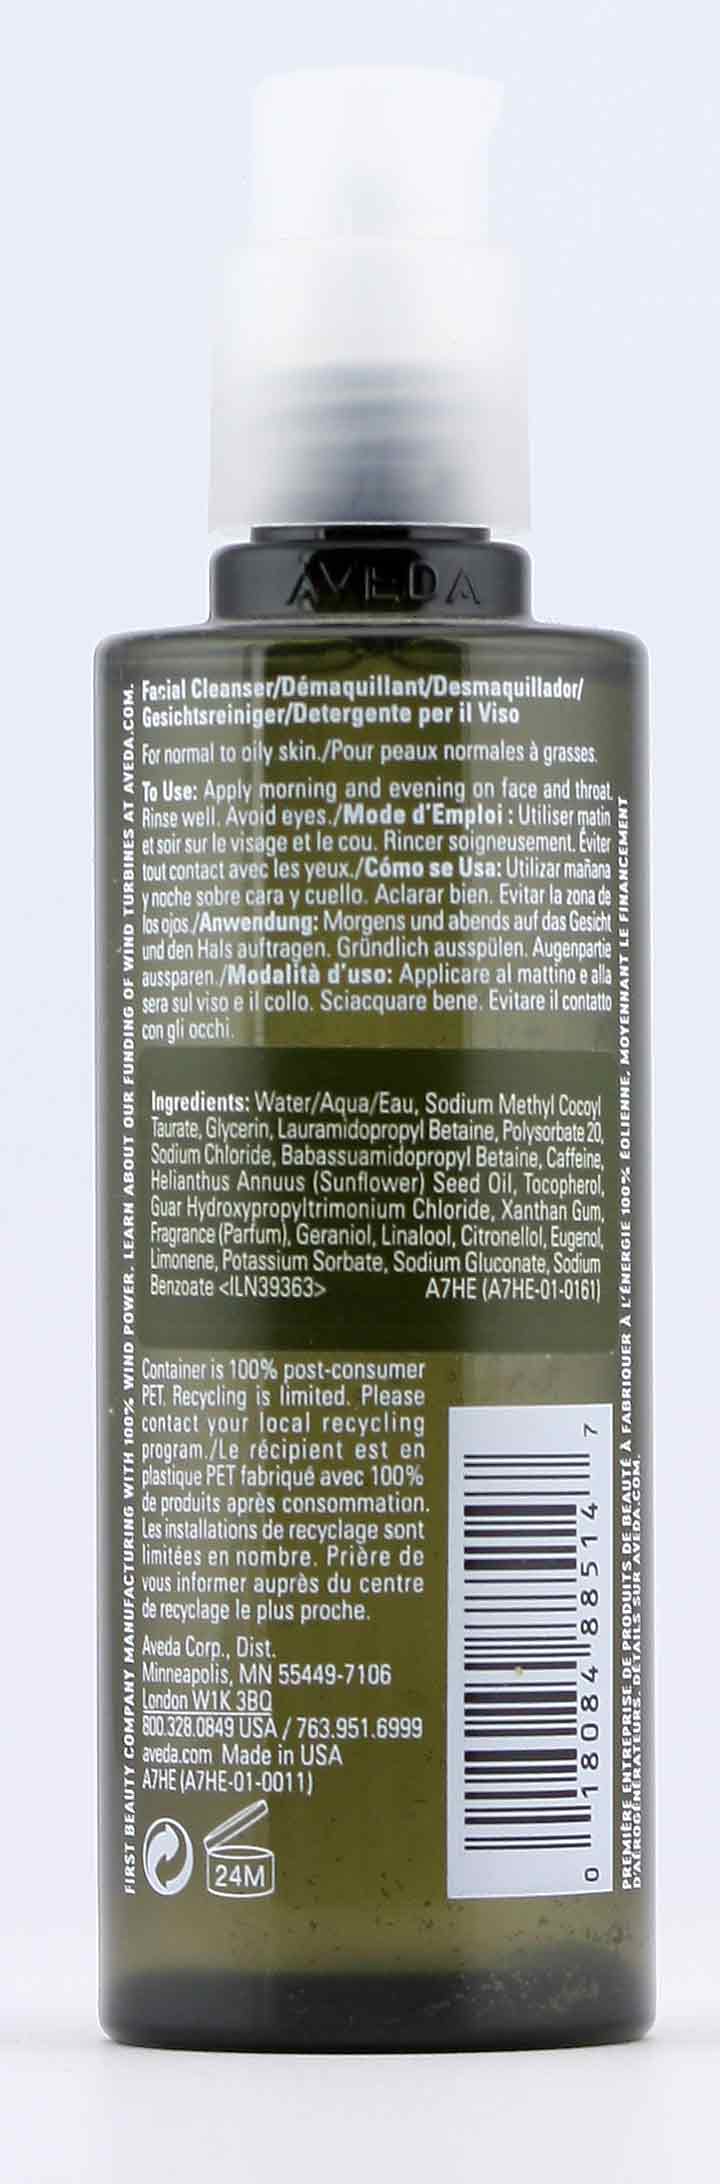 AVEDA
Facial Cleanser/Démaquillant/Desmaquillador/
Gesichtsreiniger/Detergente per il Viso
For normal to oily skin./Pour peaux normales à grasses.
To Use: Apply morning and evening on face and throat.
Rinse well. Avoid eyes./Mode d'Emploi : Utiliser matin
et soir sur le visage et le cou. Rincer soigneusement. Éviter
tout contact avec les yeux./Cómo se Usa: Utilizar mañana
y noche sobre cara y cuello. Aclarar bien. Evitar la zona de
los ojos./Anwendung: Morgens und abends auf das Gesicht
und den Hals auftragen. Gründlich ausspülen. Augenpartie
aussparen./Modalità d'uso: Applicare al mattino e alla
sera sul viso e il collo. Sciacquare bene. Evitare il contatto
con gli occhi.
Ingredients: Water/Aqua/Eau, Sodium Methyl Cocoyl
Taurate, Glycerin, Lauramidopropyl Betaine, Polysorbate 20,
Sodium Chloride, Babassuamidopropyl Betaine, Caffeine,
Helianthus Annuus (Sunflower) Seed Oil, Tocopherol,
Guar Hydroxypropyltrimonium Chloride, Xanthan Gum,
Fragrance (Parfum), Geraniol, Linalool, Citronellol, Eugenol,
Limonene, Potassium Sorbate, Sodium Gluconate, Sodium
Benzoate <ILN39363> A7HE (A7HE-01-0161)
Container is 100% post-consumer
PET. Recycling is limited. Please
contact your local recycling
program./Le récipient est en
plastique PET fabriqué avec 100%
de produits après consommation.
Les installations de recyclage sont
limitées en nombre. Prière de
vous informer auprès du centre
de recyclage le plus proche.
Aveda Corp., Dist.
Minneapolis, MN 55449-7106
London W1K 3BQ
800.328.0849 USA / 763.951.6999
aveda.com Made in USA
A7HE (A7HE-01-0011)
24M
0 18084 88514 7
FIRST BEAUTY COMPANY MANUFACTURING WITH 100% WIND POWER. LEARN ABOUT OUR FUNDING OF WIND TURBINES AT AVEDA.COM.
PREMIÈRE ENTREPRISE DE PRODUITS DE BEAUTÉ À FABRIQUER À L'ÉNERGIE 100% ÉOLIENNE, MOYENNANT LE FINANCEMENT
D'AÉROGÉNÉRATEURS. DÉTAILS SUR AVEDA.COM.